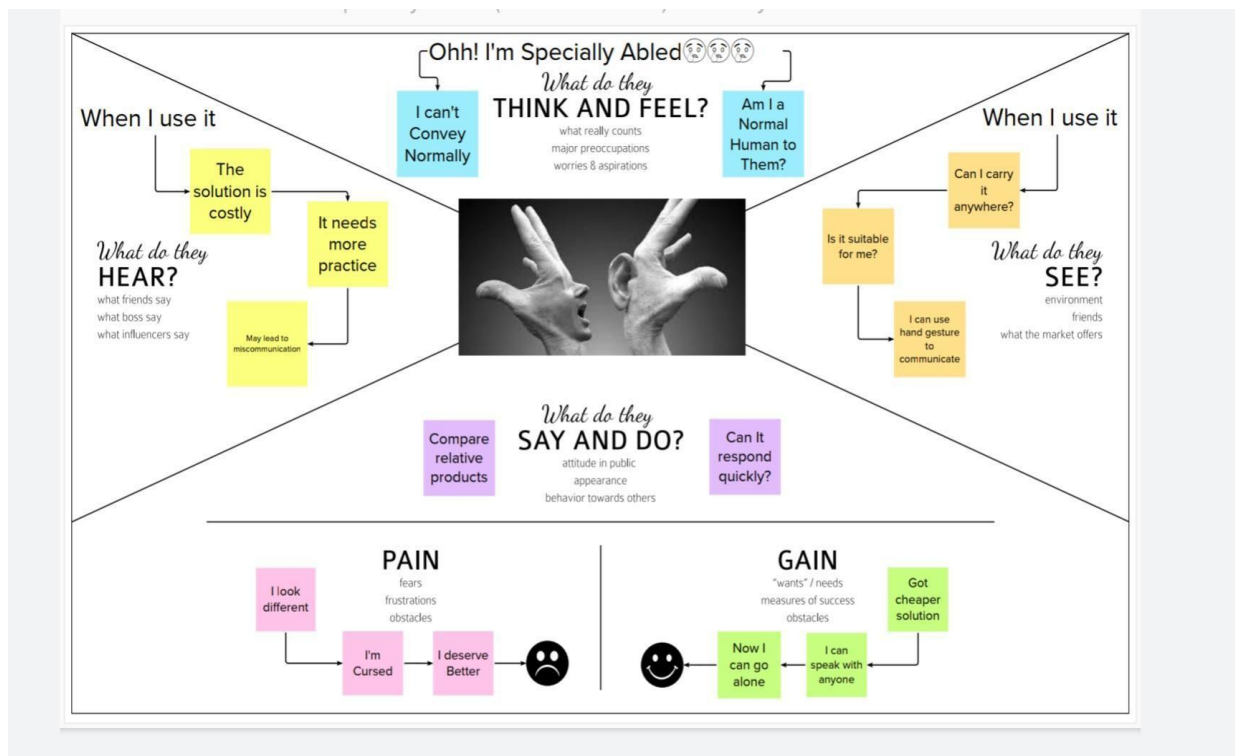 Ohh! I'm Specially Abled
What do they
THINK AND FEEL?
what really counts
major preoccupations
worries & aspirations
I can't
Convey
Normally
Am I a
Normal
Human to
Them?
When I use it
The
solution is
costly
It needs
more
practice
May lead to
miscommunication
What do they
HEAR?
what friends say
what boss say
what influencers say
When I use it
Can I carry
it
anywhere?
Is it suitable
for me?
I can use
hand gesture
to
communicate
What do they
SEE?
environment
friends
what the market offers
What do they
SAY AND DO?
attitude in public
appearance
behavior towards others
Compare
relative
products
Can It
respond
quickly?
PAIN
fears
frustrations
obstacles
I look
different
I'm
Cursed
I deserve
Better
GAIN
"wants" / needs
measures of success
obstacles
Got
cheaper
solution
I can
speak with
anyone
Now I
can go
alone